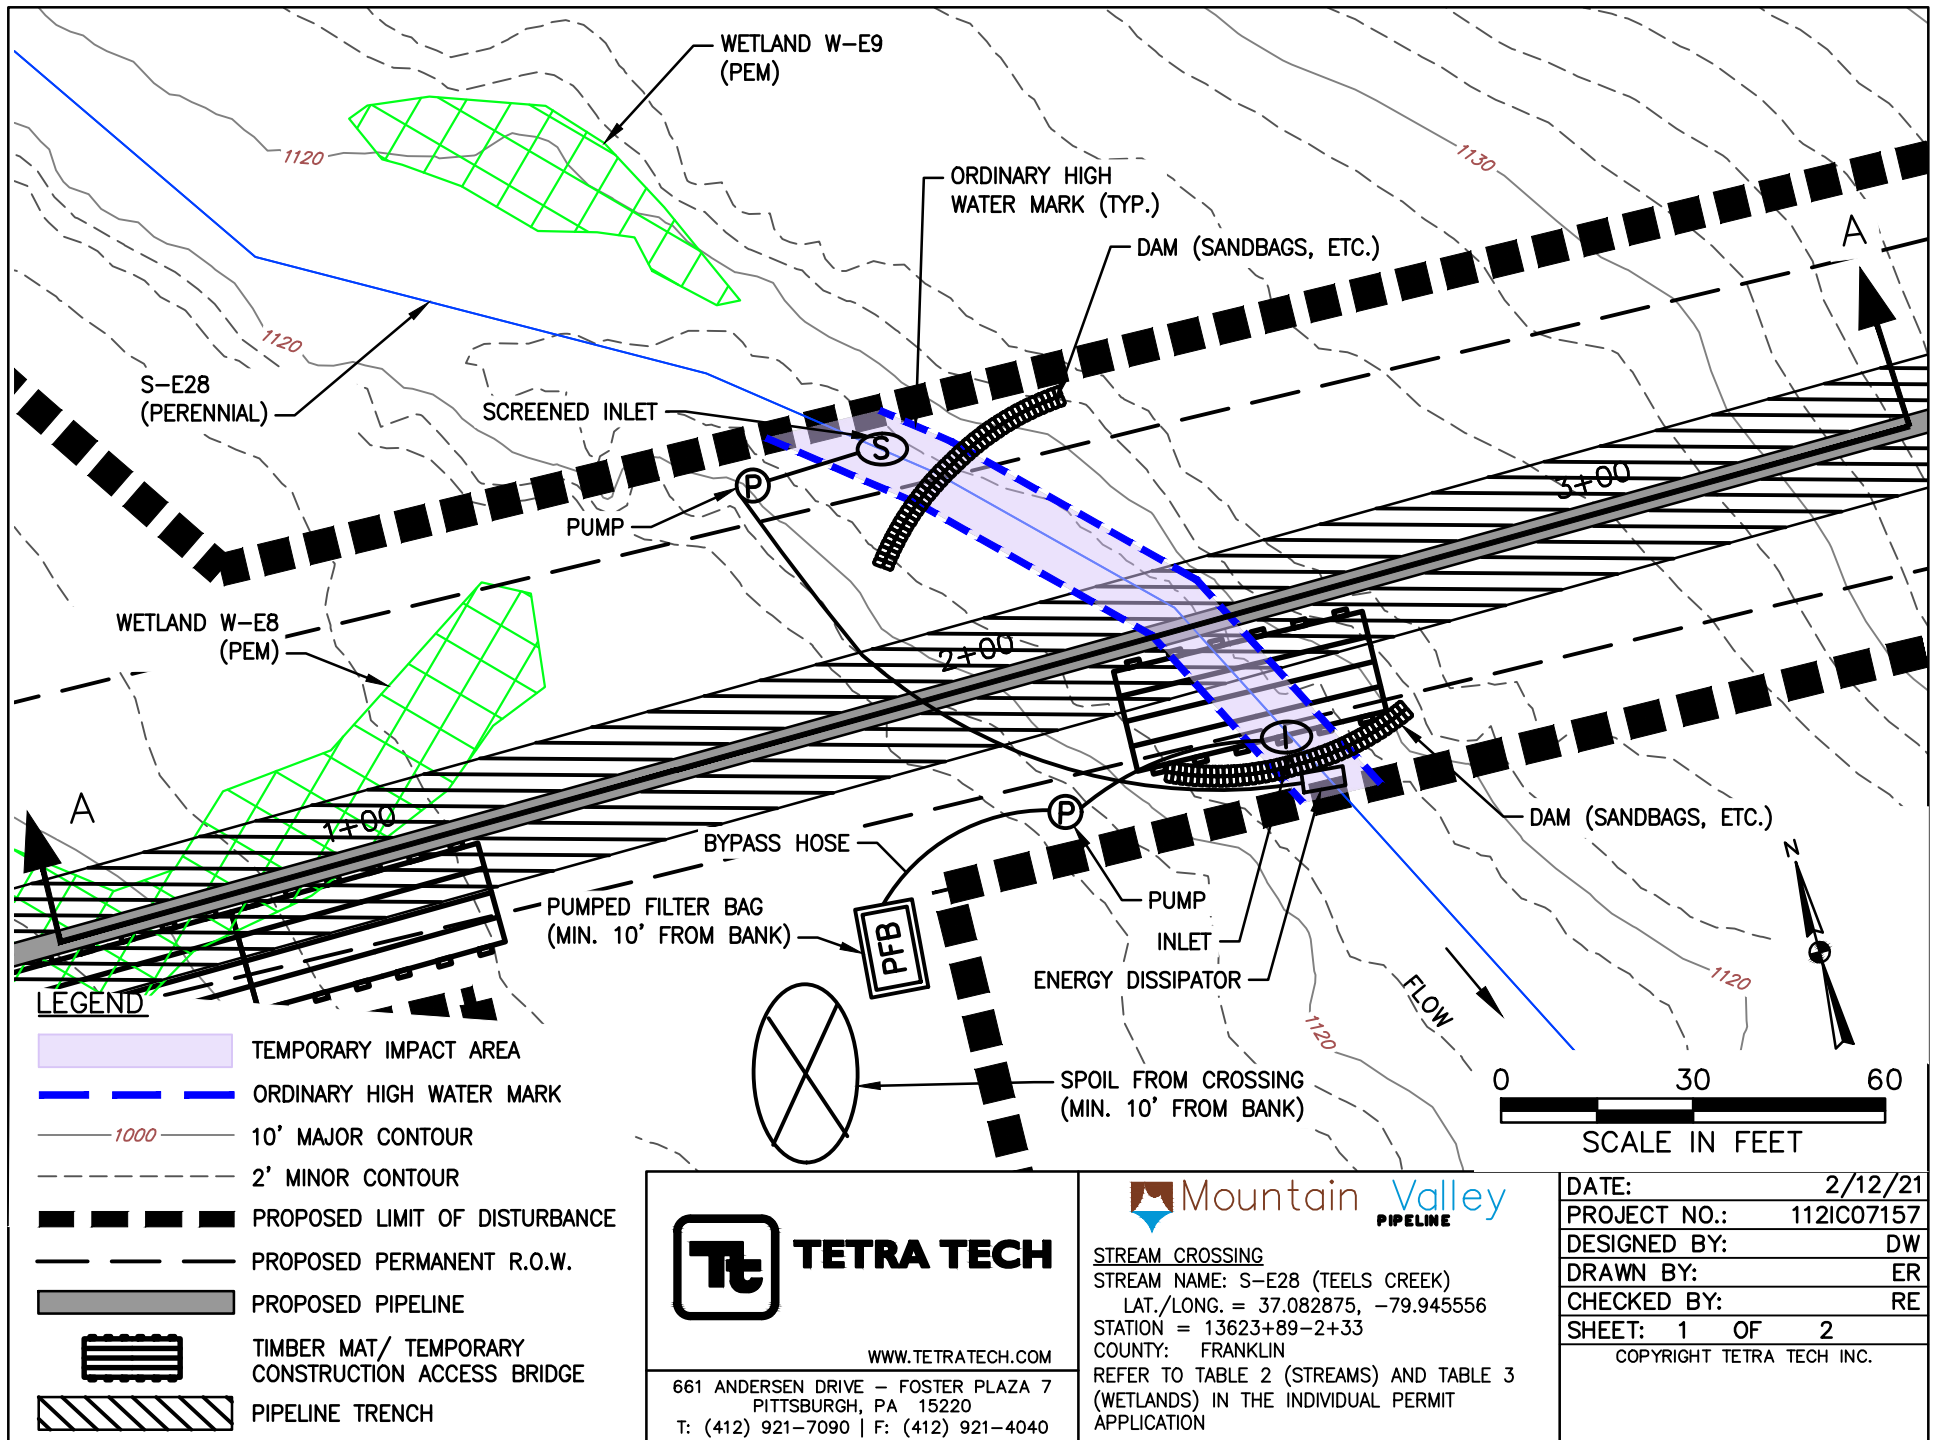 WETLAND W-E9
(PEM)
1120
1130
ORDINARY HIGH
WATER MARK (TYP.)
DAM (SANDBAGS, ETC.)
A
1120
S-E28
(PERENNIAL)
SCREENED INLET
S
P
PUMP
3+00
WETLAND W-E8
(PEM)
2+00
I
A
1+00
P
BYPASS HOSE
DAM (SANDBAGS, ETC.)
N
PUMPED FILTER BAG
(MIN. 10' FROM BANK)
PFB
PUMP
INLET
ENERGY DISSIPATOR
FLOW
1120
1120
SPOIL FROM CROSSING
(MIN. 10' FROM BANK)
0 30 60
SCALE IN FEET
LEGEND
TEMPORARY IMPACT AREA
ORDINARY HIGH WATER MARK
1000
10' MAJOR CONTOUR
2' MINOR CONTOUR
PROPOSED LIMIT OF DISTURBANCE
PROPOSED PERMANENT R.O.W.
PROPOSED PIPELINE
TIMBER MAT/ TEMPORARY
CONSTRUCTION ACCESS BRIDGE
PIPELINE TRENCH
Tt
TETRA TECH
WWW.TETRATECH.COM
661 ANDERSEN DRIVE - FOSTER PLAZA 7
PITTSBURGH, PA 15220
T: (412) 921-7090 | F: (412) 921-4040
Mountain Valley
PIPELINE
STREAM CROSSING
STREAM NAME: S-E28 (TEELS CREEK)
LAT./LONG. = 37.082875, -79.945556
STATION = 13623+89-2+33
COUNTY: FRANKLIN
REFER TO TABLE 2 (STREAMS) AND TABLE 3
(WETLANDS) IN THE INDIVIDUAL PERMIT
APPLICATION
DATE: 2/12/21
PROJECT NO.: 112IC07157
DESIGNED BY: DW
DRAWN BY: ER
CHECKED BY: RE
SHEET: 1 OF 2
COPYRIGHT TETRA TECH INC.